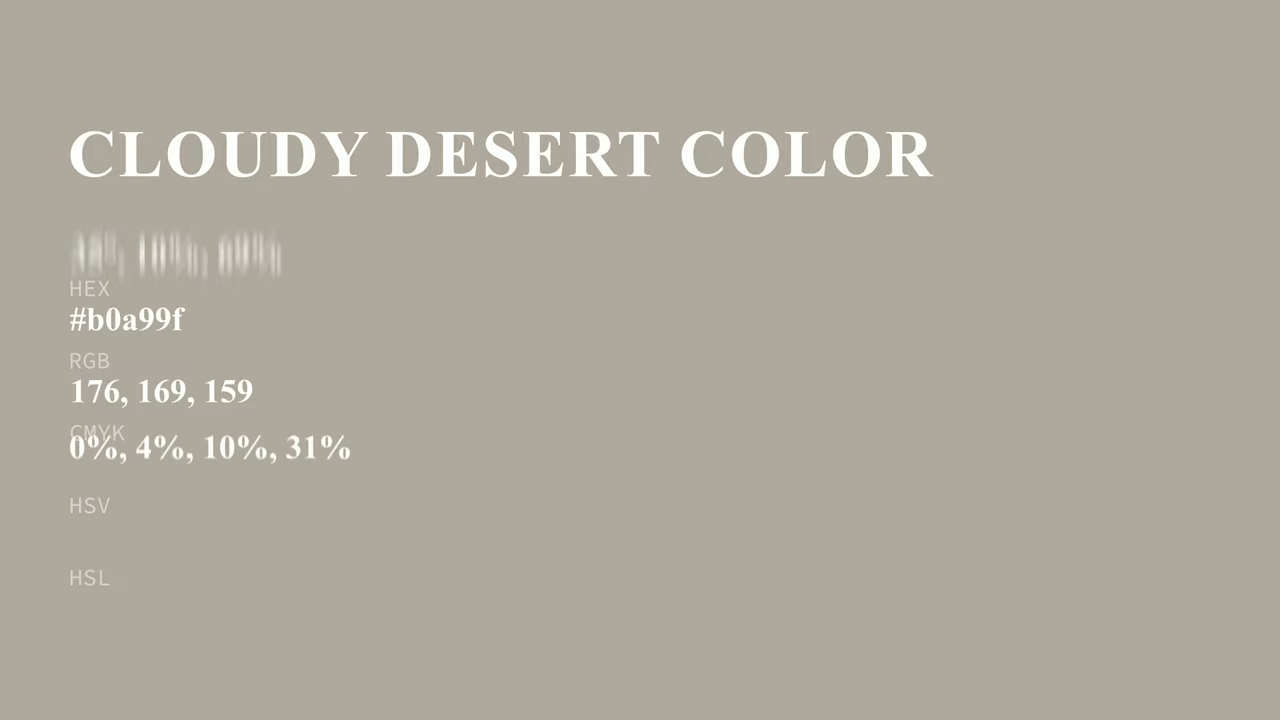 CLOUDY DESERT COLOR
HEX
#b0a99f
RGB
176, 169, 159
CMYK
0%, 4%, 10%, 31%
HSV
HSL